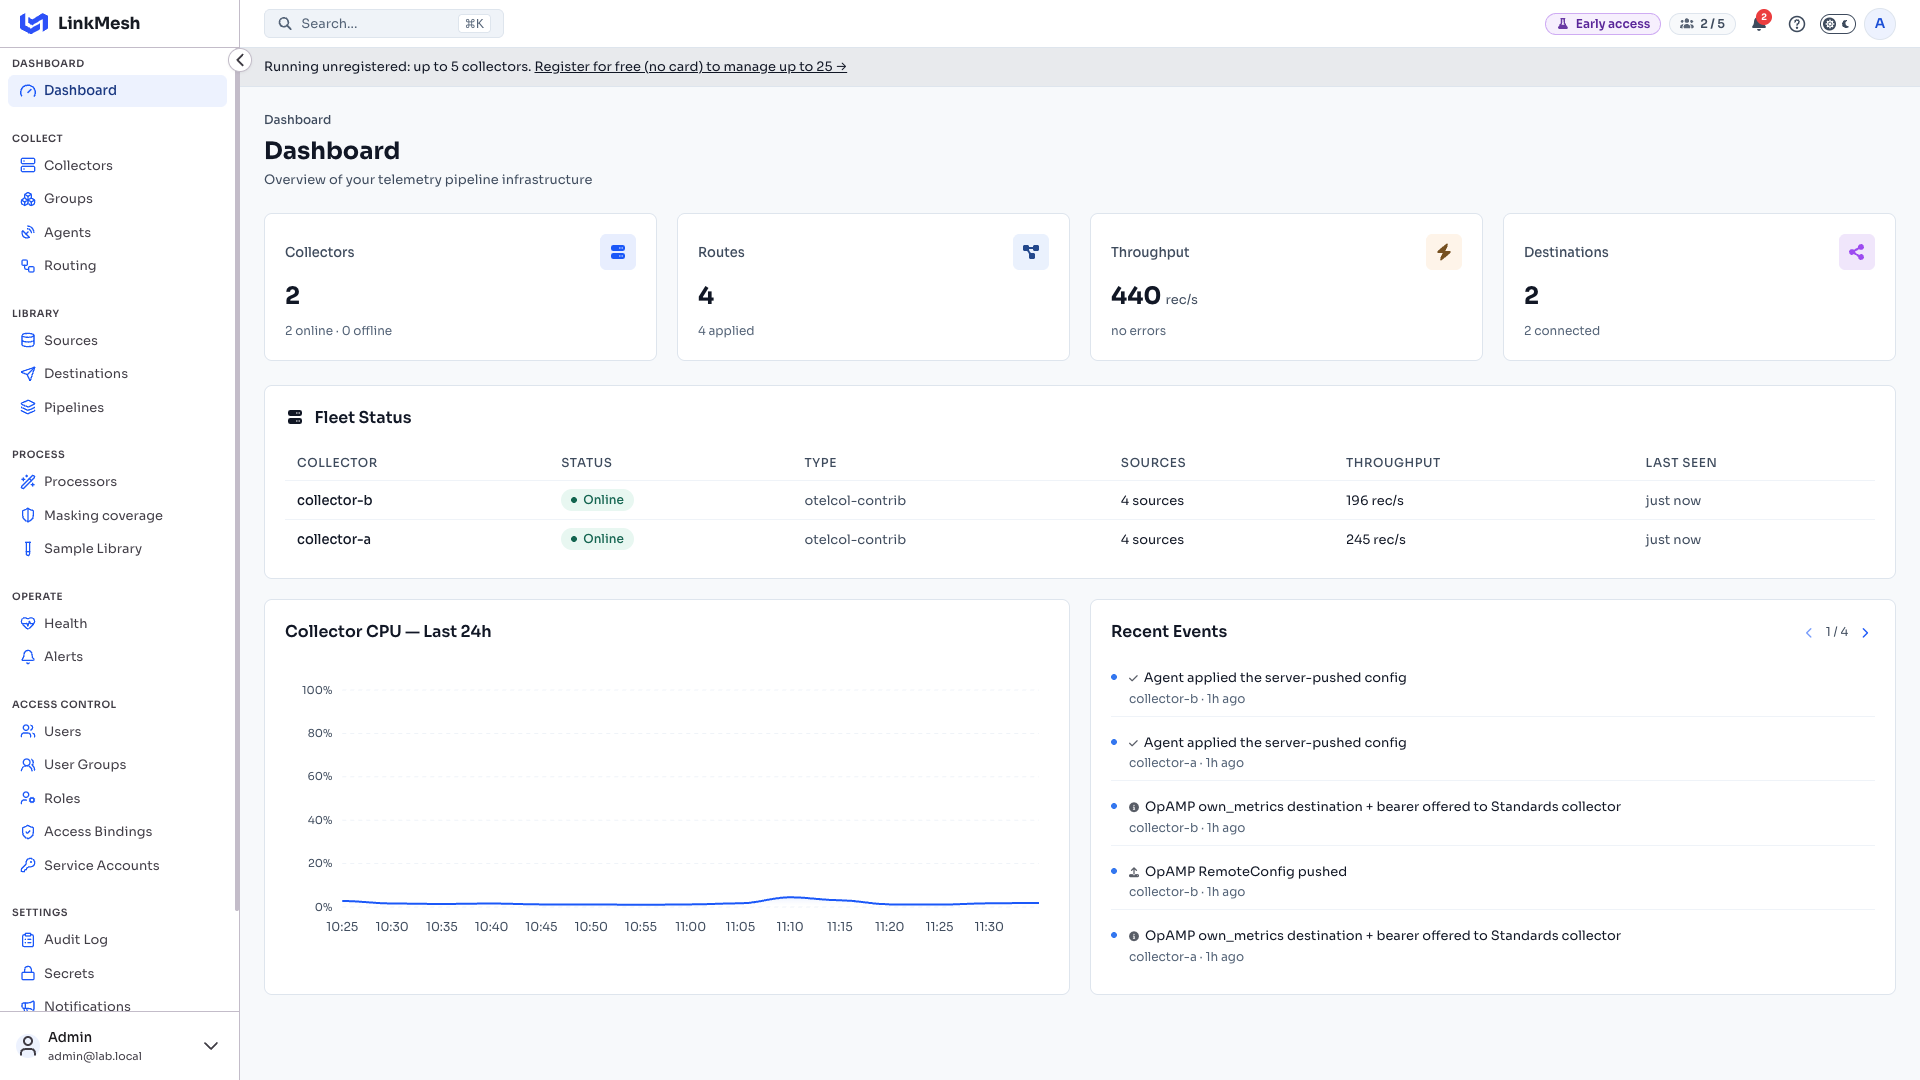 LinkMesh
Search...
⌘K
Early access
2 / 5
2
A
DASHBOARD
Dashboard
COLLECT
Collectors
Groups
Agents
Routing
LIBRARY
Sources
Destinations
Pipelines
PROCESS
Processors
Masking coverage
Sample Library
OPERATE
Health
Alerts
ACCESS CONTROL
Users
User Groups
Roles
Access Bindings
Service Accounts
SETTINGS
Audit Log
Secrets
Notifications
Admin
admin@lab.local
Running unregistered: up to 5 collectors. Register for free (no card) to manage up to 25 →
Dashboard
Dashboard
Overview of your telemetry pipeline infrastructure
Collectors
2
2 online · 0 offline
Routes
4
4 applied
Throughput
440 rec/s
no errors
Destinations
2
2 connected
Fleet Status
COLLECTOR STATUS TYPE SOURCES THROUGHPUT LAST SEEN
collector-b Online otelcol-contrib 4 sources 196 rec/s just now
collector-a Online otelcol-contrib 4 sources 245 rec/s just now
Collector CPU — Last 24h
100%
80%
60%
40%
20%
0%
10:25 10:30 10:35 10:40 10:45 10:50 10:55 11:00 11:05 11:10 11:15 11:20 11:25 11:30
Recent Events
1 / 4
Agent applied the server-pushed config
collector-b · 1h ago
Agent applied the server-pushed config
collector-a · 1h ago
OpAMP own_metrics destination + bearer offered to Standards collector
collector-b · 1h ago
OpAMP RemoteConfig pushed
collector-b · 1h ago
OpAMP own_metrics destination + bearer offered to Standards collector
collector-a · 1h ago